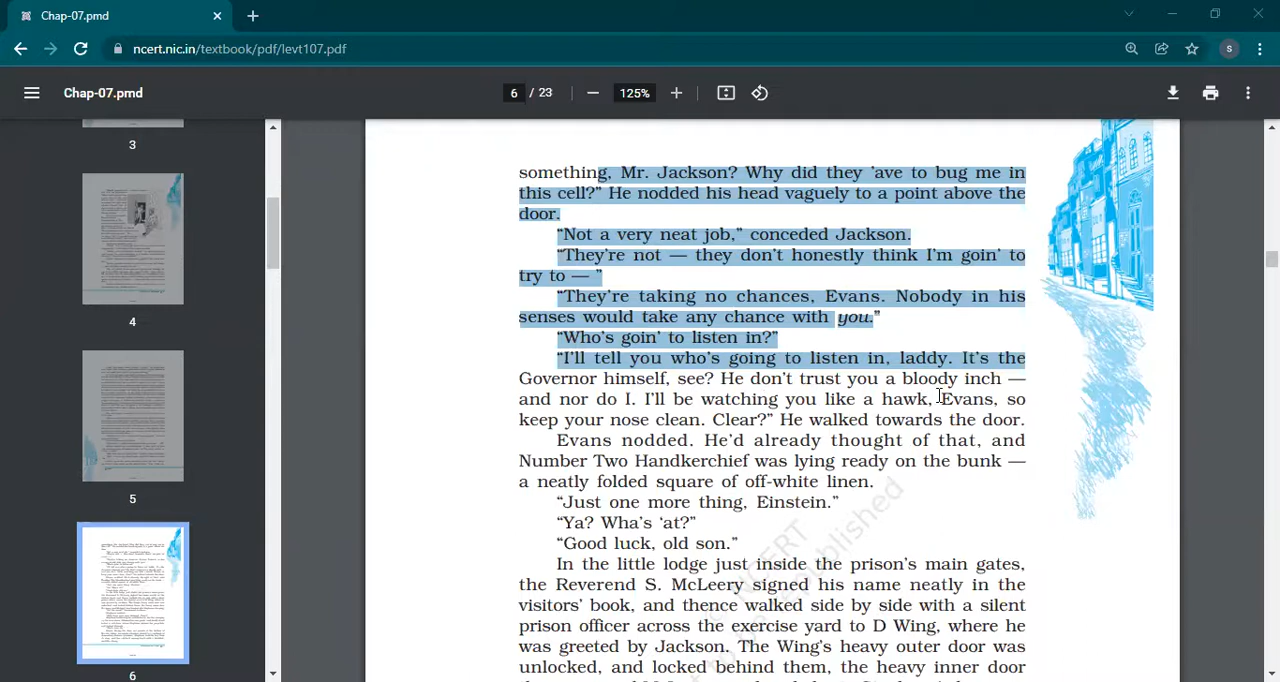 Chap-07.pmd
ncert.nic.in/textbook/pdf/levt107.pdf
S
Chap-07.pmd
6 / 23
125%
3
4
5
6
something, Mr. Jackson? Why did they 'ave to bug me in
this cell?” He nodded his head vaguely to a point above the
door.
“Not a very neat job,” conceded Jackson.
“They’re not — they don’t honestly think I’m goin’ to
try to — ”
“They’re taking no chances, Evans. Nobody in his
senses would take any chance with you.”
“Who’s goin’ to listen in?”
“I’ll tell you who’s going to listen in, laddy. It’s the
Governor himself, see? He don’t trust you a bloody inch —
and nor do I. I’ll be watching you like a hawk, Evans, so
keep your nose clean. Clear?” He walked towards the door.
Evans nodded. He’d already thought of that, and
Number Two Handkerchief was lying ready on the bunk —
a neatly folded square of off-white linen.
“Just one more thing, Einstein.”
“Ya? Wha’s ‘at?”
“Good luck, old son.”
In the little lodge just inside the prison’s main gates,
the Reverend S. McLeery signed his name neatly in the
visitors’ book, and thence walked side by side with a silent
prison officer across the exercise yard to D Wing, where he
was greeted by Jackson. The Wing’s heavy outer door was
unlocked, and locked behind them, the heavy inner door